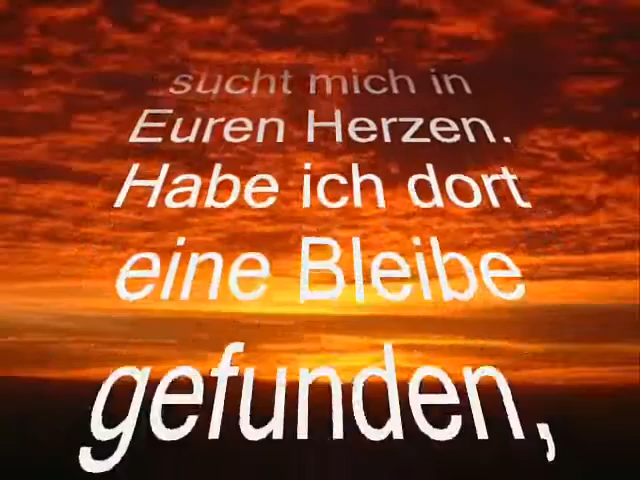 sucht mich in
Euren Herzen.
Habe ich dort
eine Bleibe
gefunden,